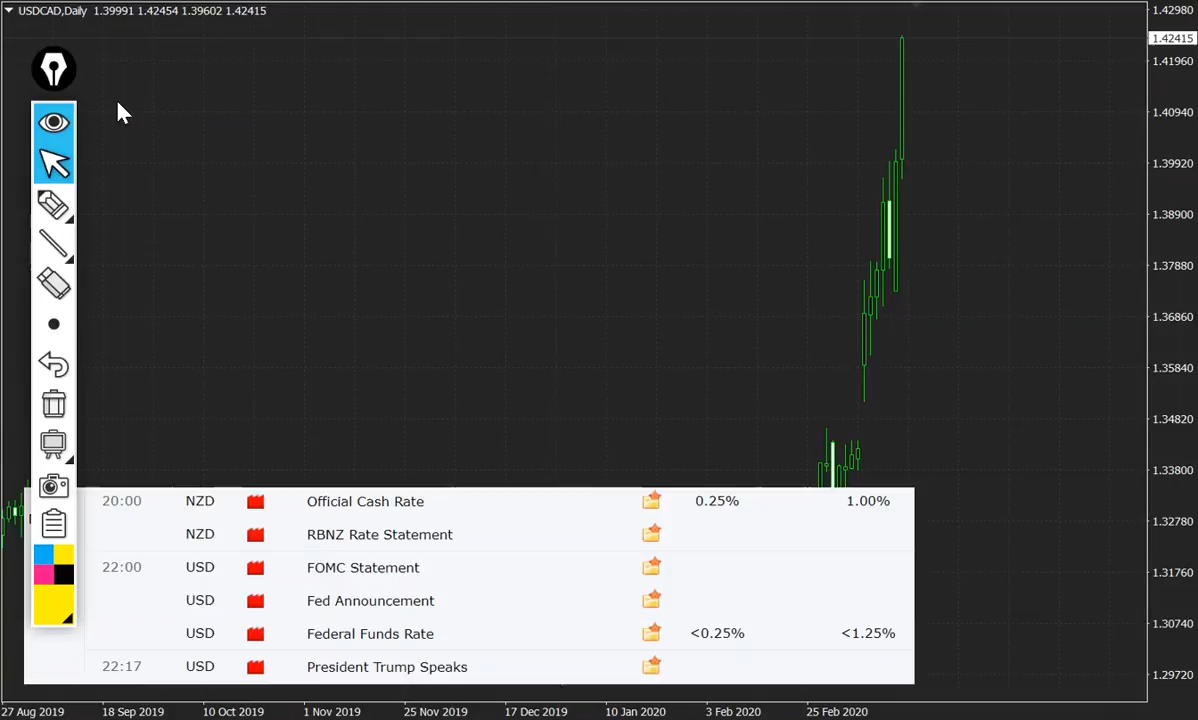 USDCAD,Daily 1.39991 1.42454 1.39602 1.42415
1.42980
1.42415
1.41960
1.40940
1.39920
1.38900
1.37880
1.36860
1.35840
1.34820
1.33800
1.32780
1.31760
1.30740
1.29720
20:00 NZD Official Cash Rate 0.25% 1.00%
NZD RBNZ Rate Statement
22:00 USD FOMC Statement
USD Fed Announcement
USD Federal Funds Rate <0.25% <1.25%
22:17 USD President Trump Speaks
27 Aug 2019 18 Sep 2019 10 Oct 2019 1 Nov 2019 25 Nov 2019 17 Dec 2019 10 Jan 2020 3 Feb 2020 25 Feb 2020